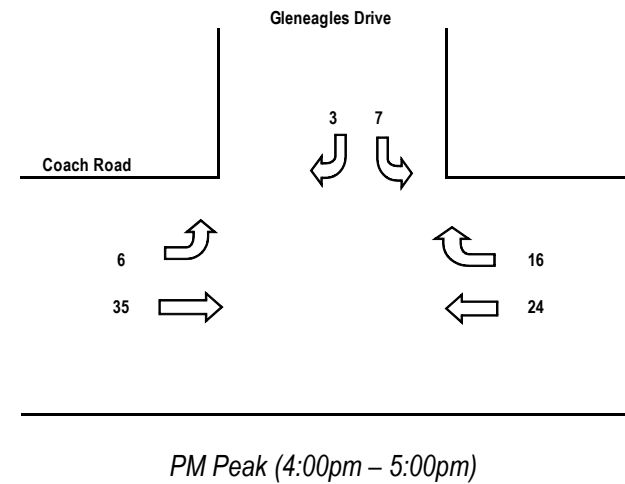 Gleneagles Drive
3 7
Coach Road
6
16
35
24
PM Peak (4:00pm – 5:00pm)